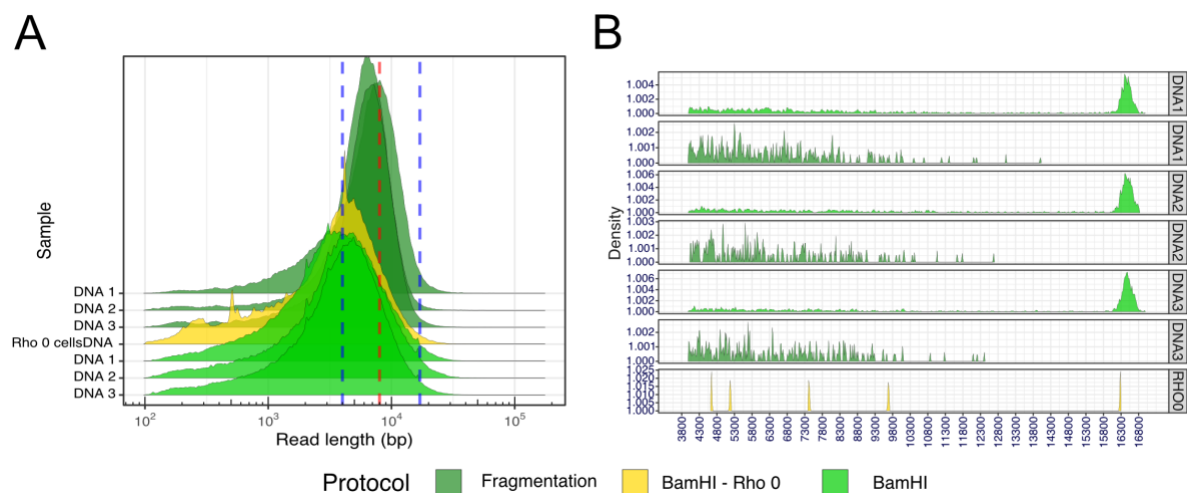 A
Sample
DNA 1
DNA 2
DNA 3
Rho 0 cellsDNA
DNA 1
DNA 2
DNA 3
10² 10³ 10⁴ 10⁵
Read length (bp)
B
Density
1.004
1.002
1.000
DNA1
1.002
1.001
1.000
DNA1
1.006
1.004
1.002
1.000
DNA2
1.003
1.002
1.001
1.000
DNA2
1.006
1.004
1.002
1.000
DNA3
1.002
1.001
1.000
DNA3
1.025
1.020
1.015
1.010
1.005
1.000
RHO0
3800 4300 4800 5300 5800 6300 6800 7300 7800 8300 8800 9300 9800 10300 10800 11300 11800 12300 12800 13300 13800 14300 14800 15300 15800 16300 16800
Protocol Fragmentation BamHI - Rho 0 BamHI